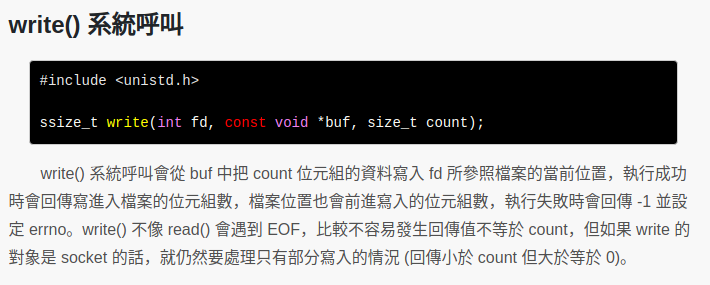 write() 系統呼叫
#include <unistd.h>
ssize_t write(int fd, const void *buf, size_t count);
write() 系統呼叫會從 buf 中把 count 位元組的資料寫入 fd 所參照檔案的當前位置，執行成功
時會回傳寫進入檔案的位元組數，檔案位置也會前進寫入的位元組數，執行失敗時會回傳 -1 並設
定 errno。write() 不像 read() 會遇到 EOF，比較不容易發生回傳值不等於 count，但如果 write 的
對象是 socket 的話，就仍然要處理只有部分寫入的情況 (回傳小於 count 但大於等於 0)。